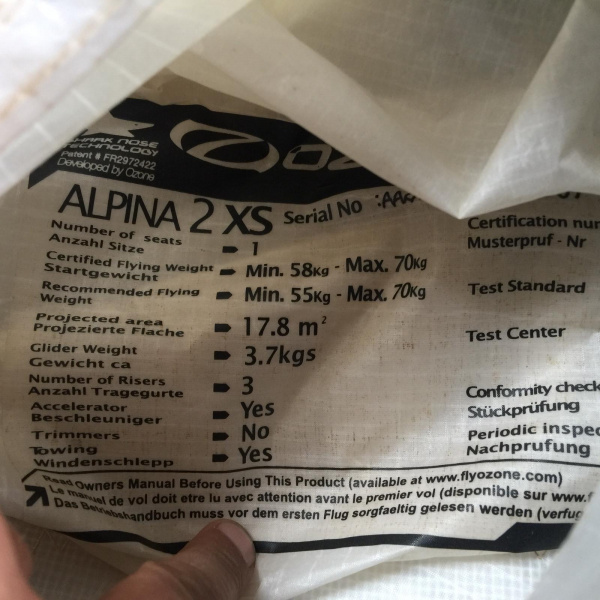 SHARK NOSE
TECHNOLOGY
Patent # FR2972422
Developed by Ozone
ALPINA 2 XS Serial No :AAA
Number of seats
Anzahl Sitze
1
Certified Flying Weight
Startgewicht
Min. 58Kg - Max. 70Kg
Recommended Flying
Weight
Min. 55Kg - Max. 70Kg
Projected area
Projezierte Flache
17.8 m²
Glider Weight
Gewicht ca
3.7kgs
Number of Risers
Anzahl Tragegurte
3
Accelerator
Beschleuniger
Yes
Trimmers
No
Towing
Windenschlepp
Yes
Certification
Musterpruf - Nr
Test Standard
Test Center
Conformity check
Stückprüfung
Periodic
Nachprufung
Read Owners Manual Before Using This Product (available at www.flyozone.com)
Le manuel de vol doit etre lu avec attention avant le premier vol (disponible sur www.
Das Betriebshandbuch muss vor dem ersten Flug sorgfaeltig gelesen werden